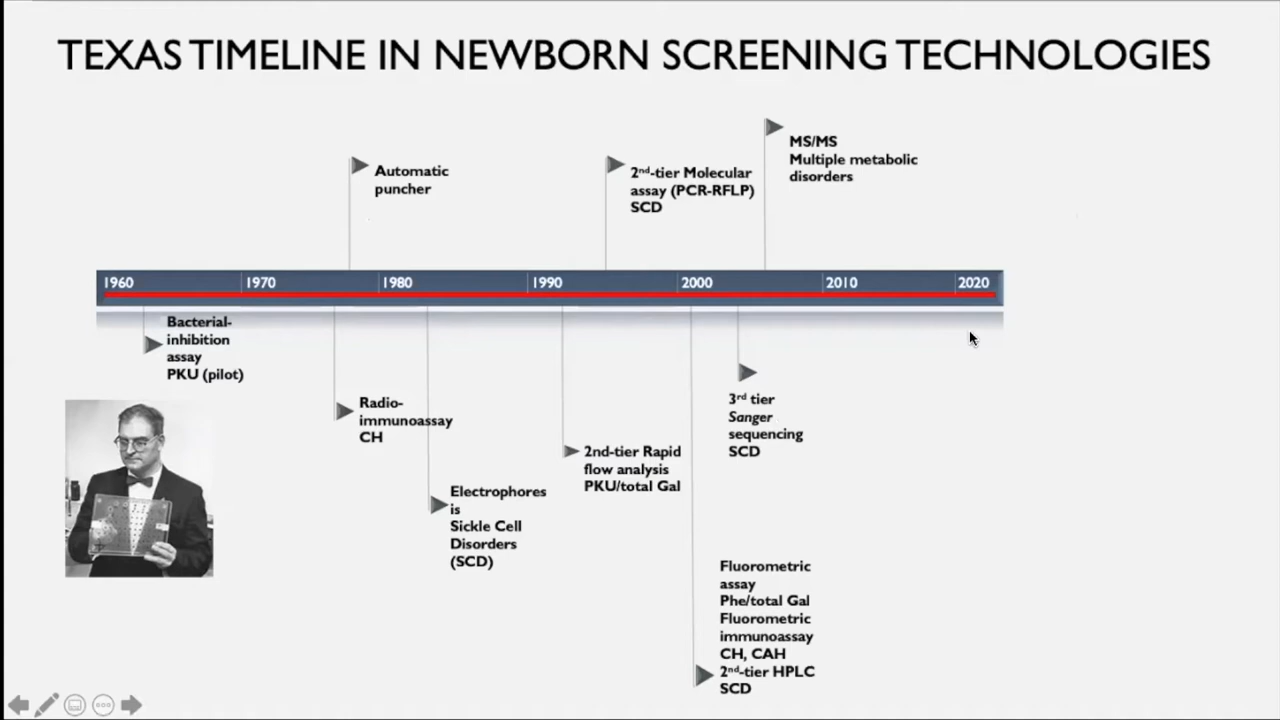 TEXAS TIMELINE IN NEWBORN SCREENING TECHNOLOGIES
MS/MS
Multiple metabolic
disorders
Automatic
puncher
2nd-tier Molecular
assay (PCR-RFLP)
SCD
1960 1970 1980 1990 2000 2010 2020
Bacterial-
inhibition
assay
PKU (pilot)
Radio-
immunoassay
CH
Electrophores
is
Sickle Cell
Disorders
(SCD)
2nd-tier Rapid
flow analysis
PKU/total Gal
3rd tier
Sanger
sequencing
SCD
Fluorometric
assay
Phe/total Gal
Fluorometric
immunoassay
CH, CAH
2nd-tier HPLC
SCD